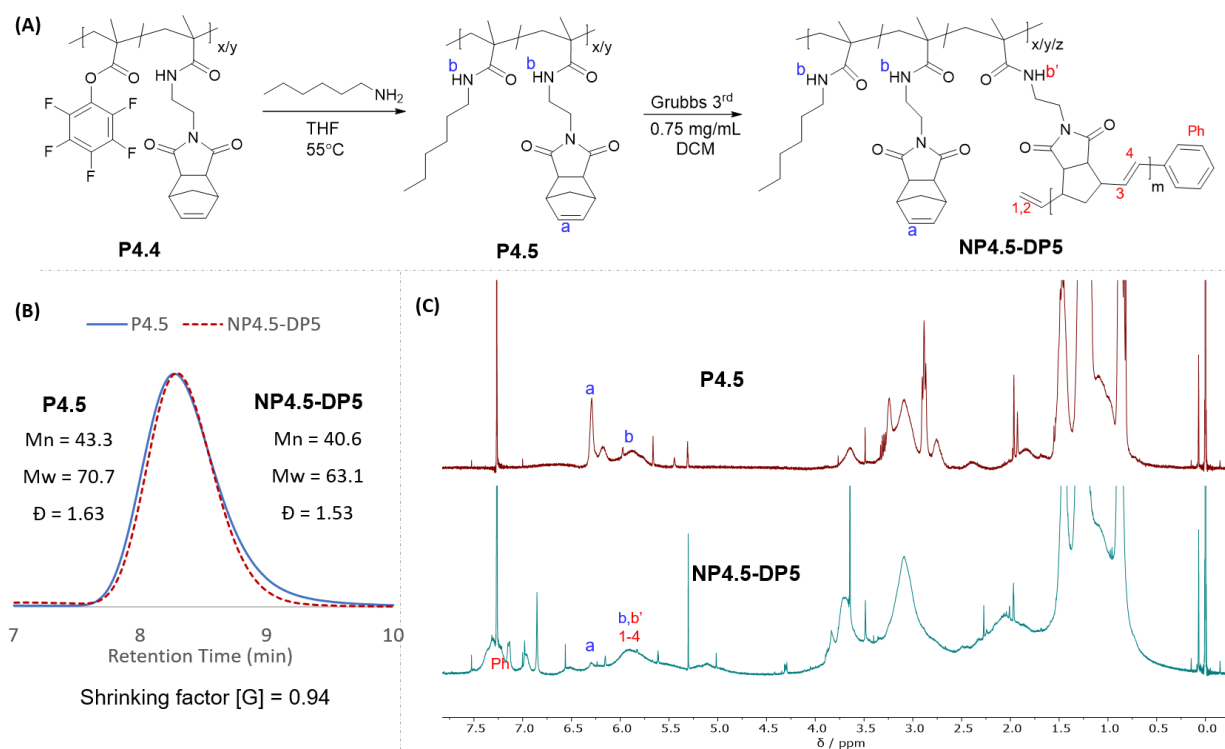 (A)
x/y
O
O
O
HN
F
F
F
F
F
N
O
O
P4.4
NH2
THF
55°C
x/y
b
HN
O
b
HN
O
N
O
O
a
P4.5
Grubbs 3rd
0.75 mg/mL
DCM
x/y/z
b
HN
O
b
HN
O
O
NH
b'
N
O
O
a
N
O
O
Ph
4
3
m
1,2
NP4.5-DP5
(B)
P4.5 NP4.5-DP5
P4.5
Mn = 43.3
Mw = 70.7
Đ = 1.63
NP4.5-DP5
Mn = 40.6
Mw = 63.1
Đ = 1.53
7 8 9 10
Retention Time (min)
Shrinking factor [G] = 0.94
(C)
P4.5
a
b
NP4.5-DP5
Ph
a
b,b'
1-4
7.5 7.0 6.5 6.0 5.5 5.0 4.5 4.0 3.5 3.0 2.5 2.0 1.5 1.0 0.5 0.0
δ / ppm